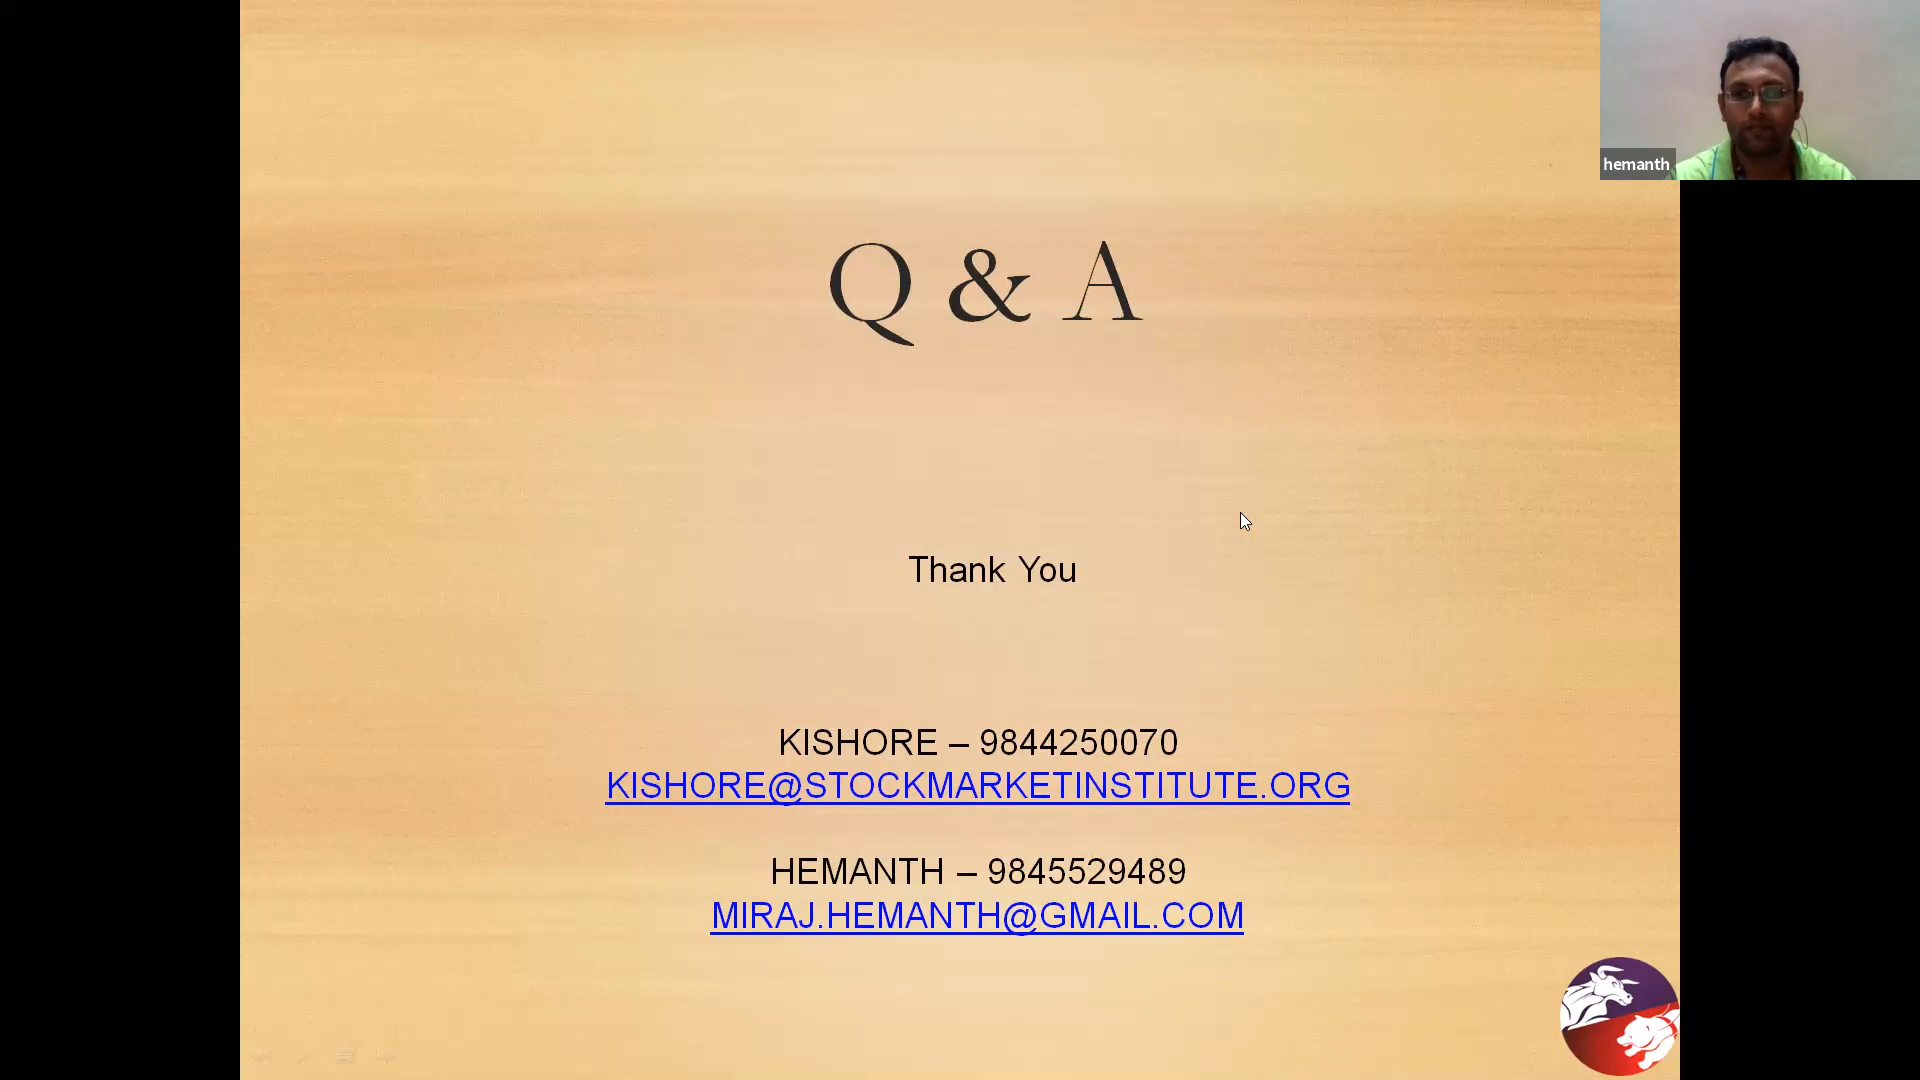 hemanth
Q & A
Thank You
KISHORE – 9844250070
KISHORE@STOCKMARKETINSTITUTE.ORG
HEMANTH – 9845529489
MIRAJ.HEMANTH@GMAIL.COM